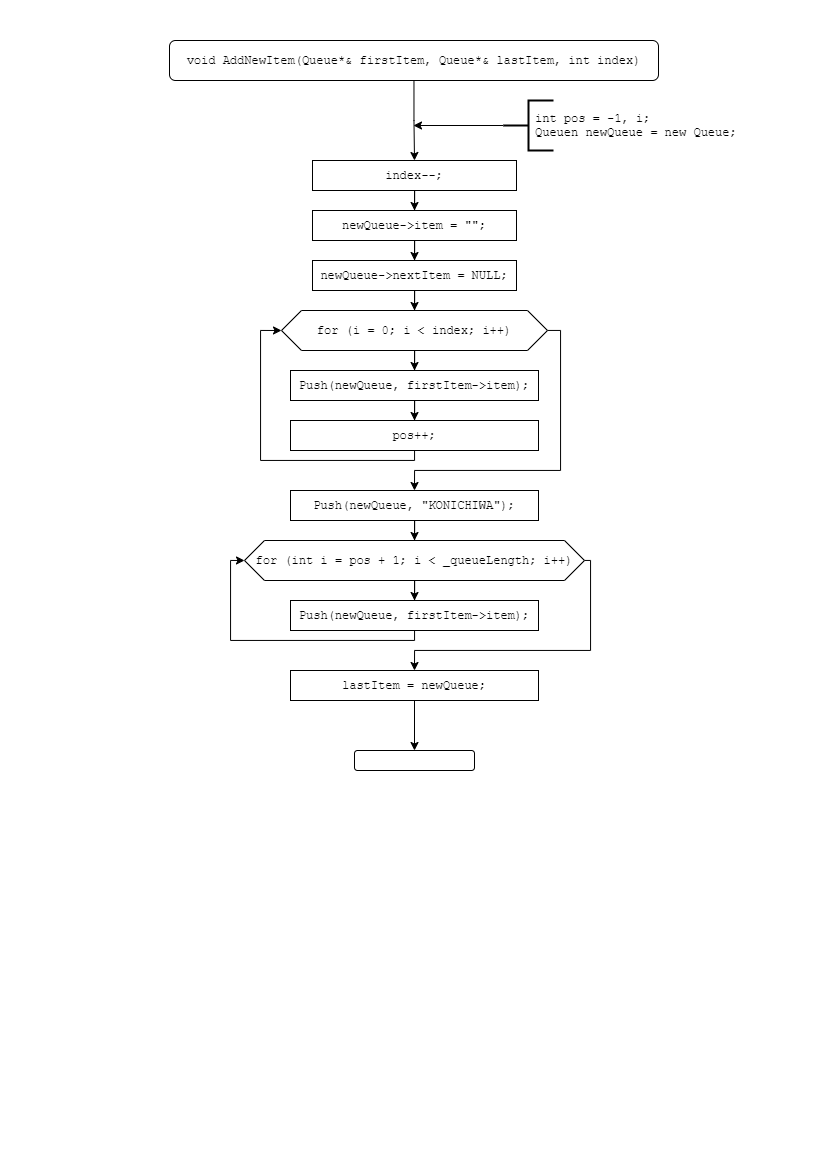 void AddNewItem(Queue*& firstItem, Queue*& lastItem, int index)
int pos = -1, i;
Queuen newQueue = new Queue;
index--;
newQueue->item = "";
newQueue->nextItem = NULL;
for (i = 0; i < index; i++)
Push(newQueue, firstItem->item);
pos++;
Push(newQueue, "KONICHIWA");
for (int i = pos + 1; i < _queueLength; i++)
Push(newQueue, firstItem->item);
lastItem = newQueue;